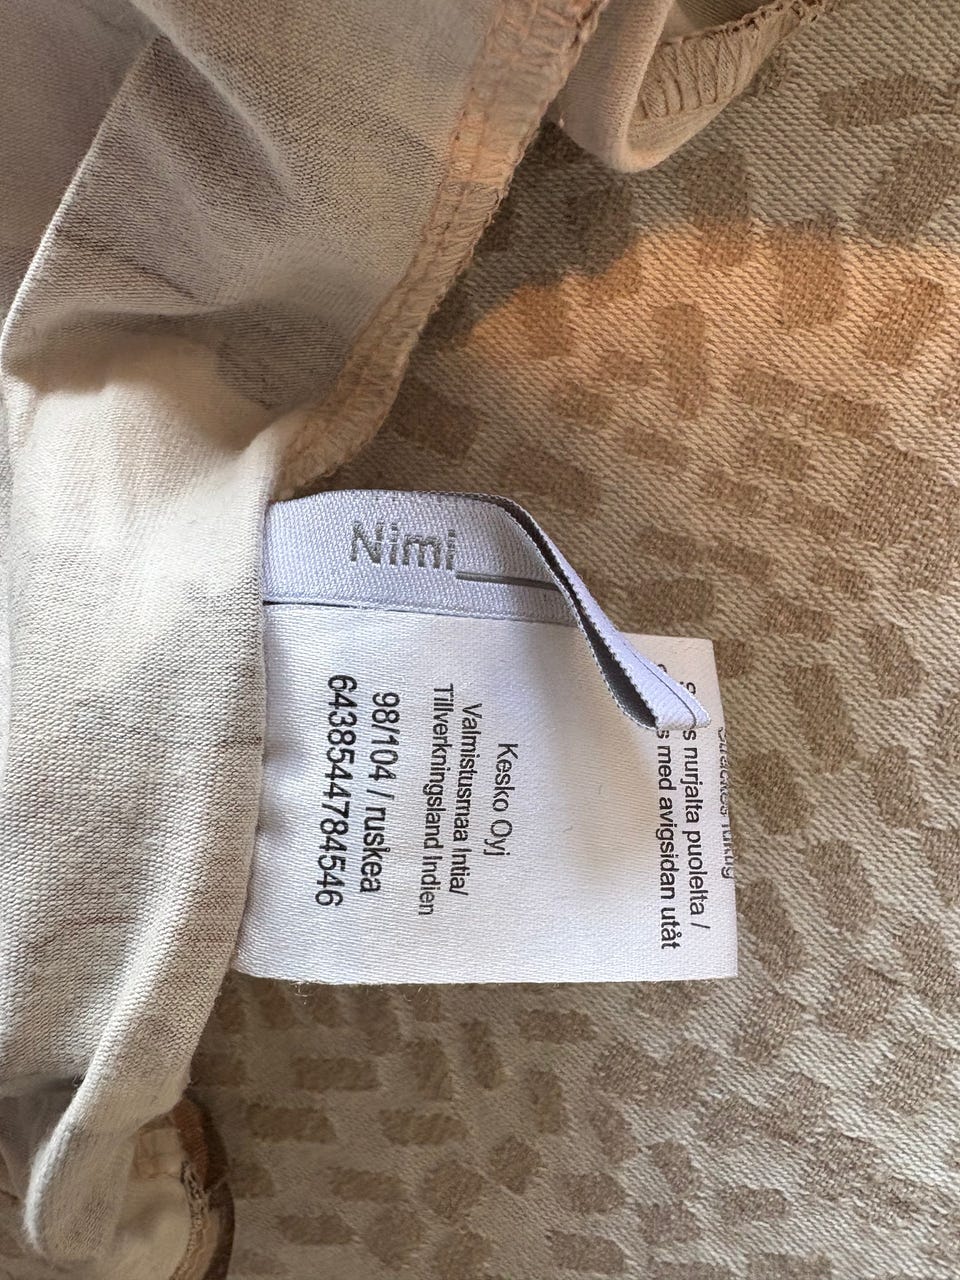 Nimi
s nurjalta puolelta /
s med avigsidan utåt
Kesko Oyj
Valmistusmaa Intia/
Tillverkningsland Indien
98/104 / ruskea
6438544784546